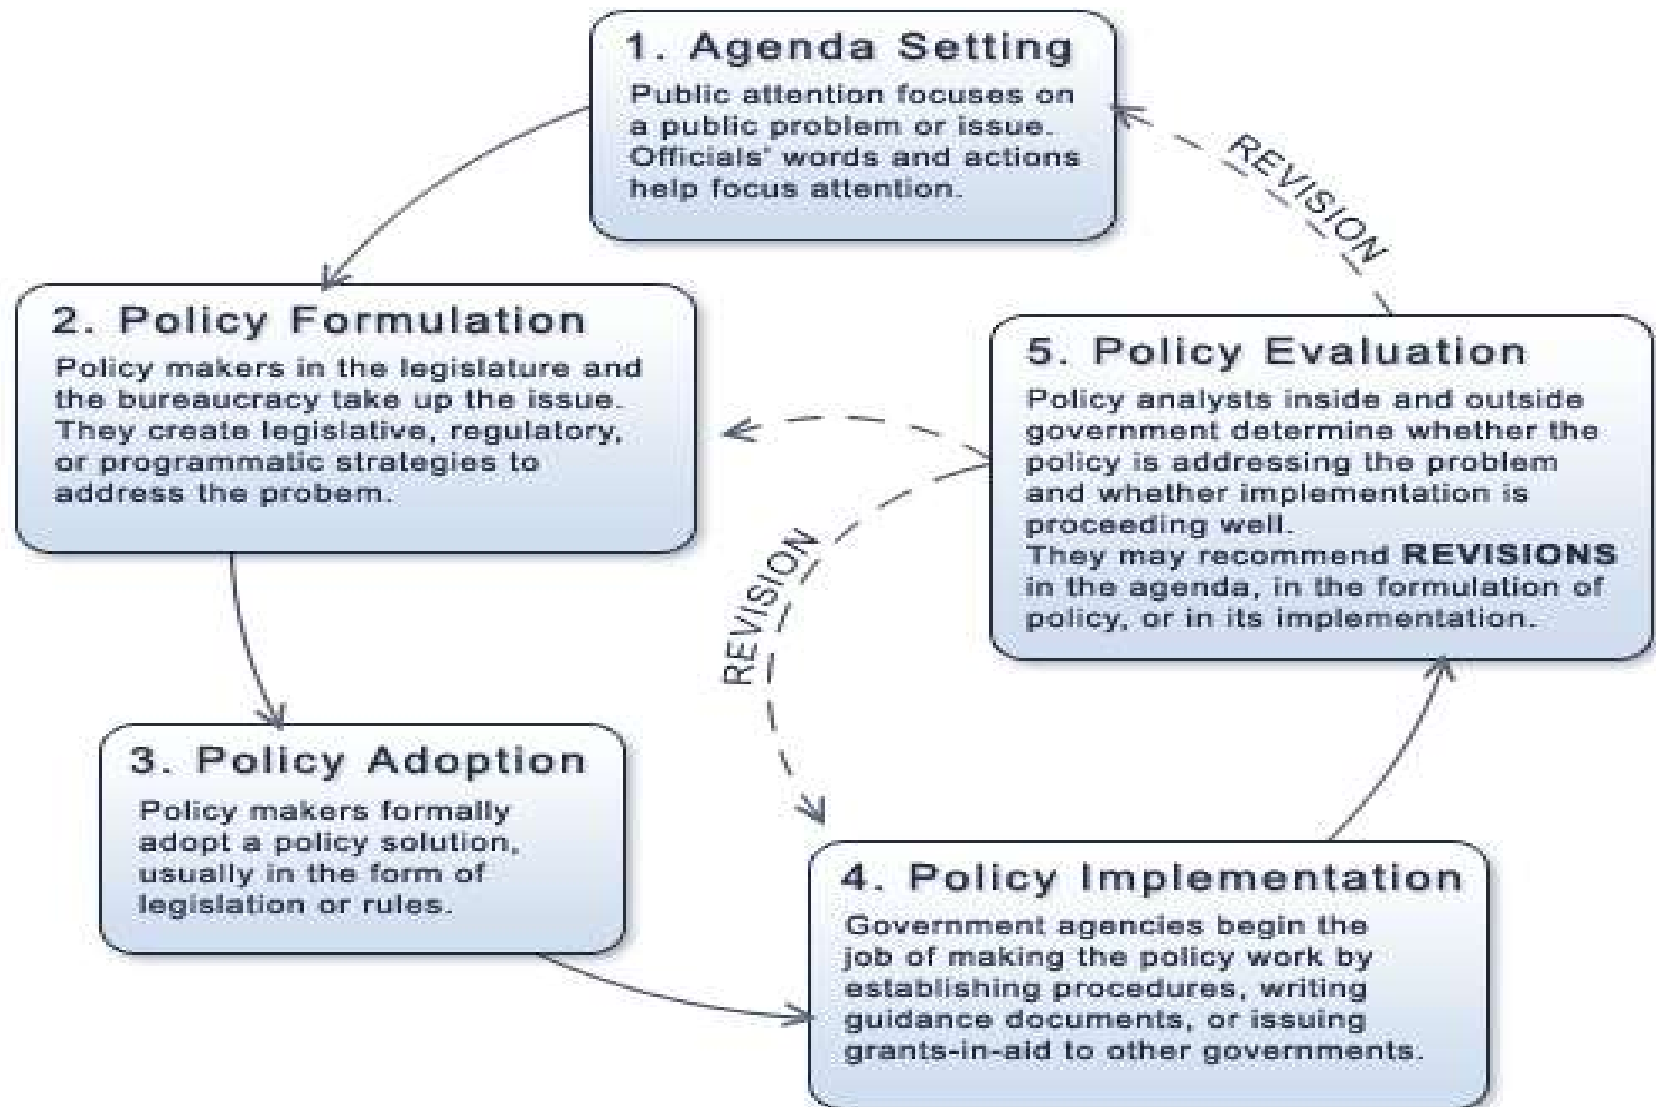 1. Agenda Setting
Public attention focuses on
a public problem or issue.
Officials' words and actions
help focus attention.
REVISION
2. Policy Formulation
Policy makers in the legislature and
the bureaucracy take up the issue.
They create legislative, regulatory,
or programmatic strategies to
address the probem.
5. Policy Evaluation
Policy analysts inside and outside
government determine whether the
policy is addressing the problem
and whether implementation is
proceeding well.
They may recommend REVISIONS
in the agenda, in the formulation of
policy, or in its implementation.
REVISION
3. Policy Adoption
Policy makers formally
adopt a policy solution,
usually in the form of
legislation or rules.
4. Policy Implementation
Government agencies begin the
job of making the policy work by
establishing procedures, writing
guidance documents, or issuing
grants-in-aid to other governments.